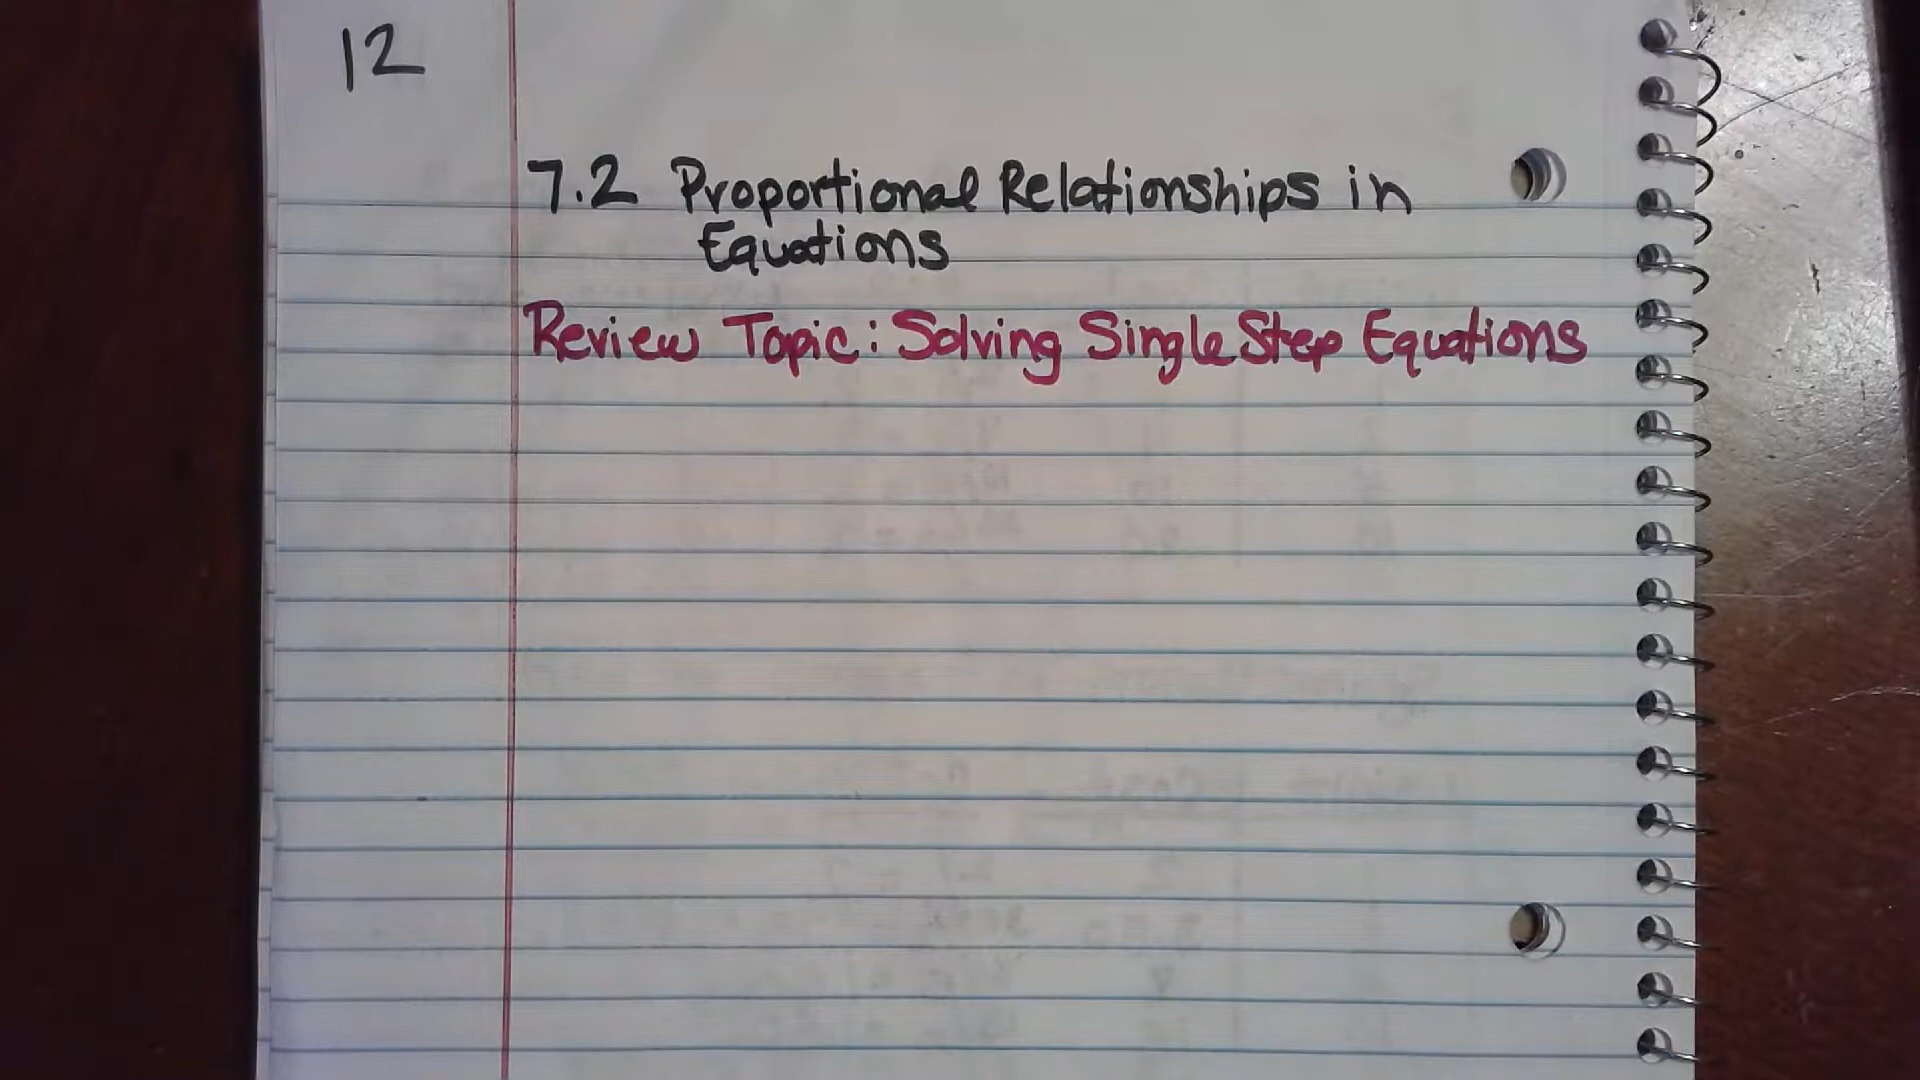 12
7.2 Proportional Relationships in
Equations
Review Topic: Solving Single Step Equations